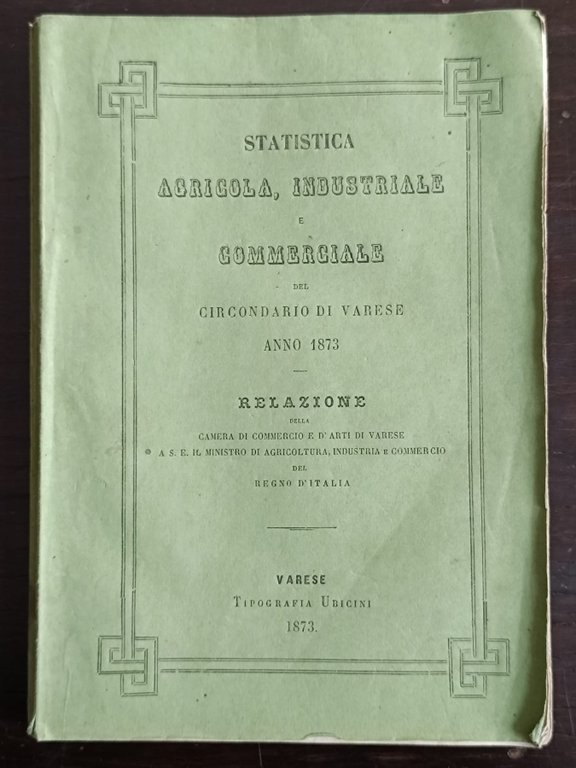 STATISTICA
AGRICOLA, INDUSTRIALE
E
COMMERCIALE
DEL
CIRCONDARIO DI VARESE
ANNO 1873
RELAZIONE
DELLA
CAMERA DI COMMERCIO E D'ARTI DI VARESE
A S. E. IL MINISTRO DI AGRICOLTURA, INDUSTRIA E COMMERCIO
DEL
REGNO D'ITALIA
VARESE
TIPOGRAFIA UBICINI
1873.